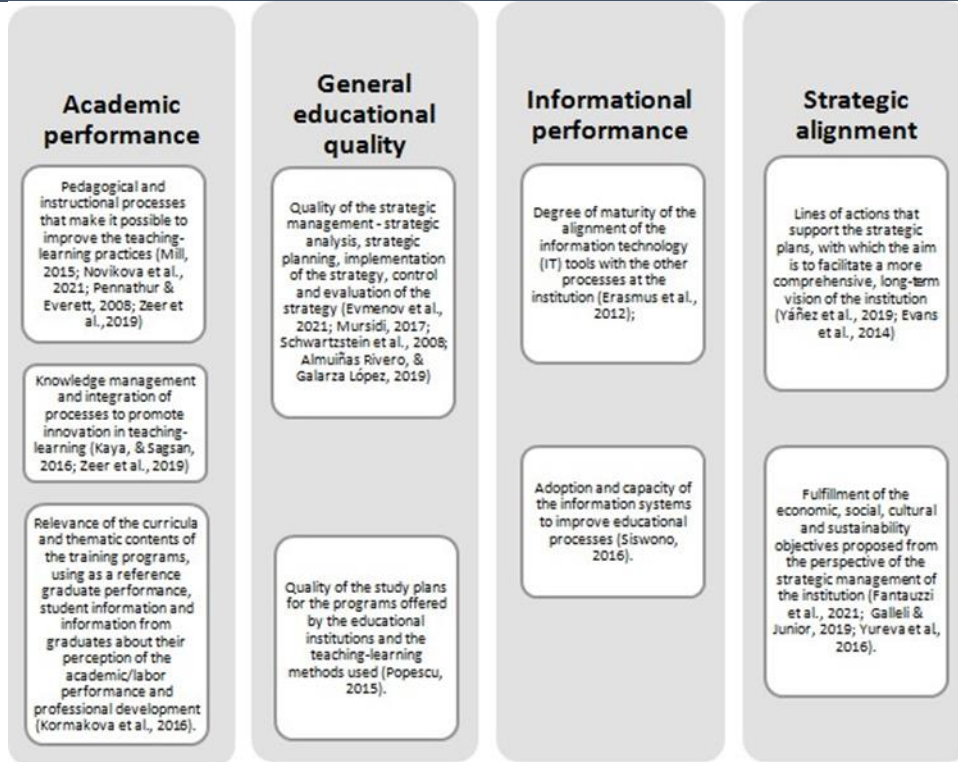 Academic
performance
Pedagogical and
instructional processes
that make it possible to
improve the teaching-
learning practices (Mill,
2015; Novikova et al.,
2021; Pennathur &
Everett, 2008; Zeer et
al.,2019)
Knowledge management
and integration of
processes to promote
innovation in teaching-
learning (Kaya, & Sagsan,
2016; Zeer et al., 2019)
Relevance of the curricula
and thematic contents of
the training programs,
using as a reference
graduate performance,
student information and
information from
graduates about their
perception of the
academic/labor
performance and
professional development
(Kormakova et al., 2016).
General
educational
quality
Quality of the strategic
management - strategic
analysis, strategic
planning, implementation
of the strategy, control
and evaluation of the
strategy (Evmenov et al.,
2021; Mursidi, 2017;
Schwartzstein et al., 2008;
Almuiñas Rivero, &
Galarza López, 2019)
Quality of the study plans
for the programs offered
by the educational
institutions and the
teaching-learning
methods used (Popescu,
2015).
Informational
performance
Degree of maturity of the
alignment of the
information technology
(IT) tools with the other
processes at the
institution (Erasmus et al.,
2012);
Adoption and capacity of
the information systems
to improve educational
processes (Siswono,
2016).
Strategic
alignment
Lines of actions that
support the strategic
plans, with which the aim
is to facilitate a more
comprehensive, long-term
vision of the institution
(Yáñez et al., 2019; Evans
et al., 2014)
Fulfillment of the
economic, social, cultural
and sustainability
objectives proposed from
the perspective of the
strategic management of
the institution (Fantauzzi
et al., 2021; Galleli &
Junior, 2019; Yureva et al,
2016).